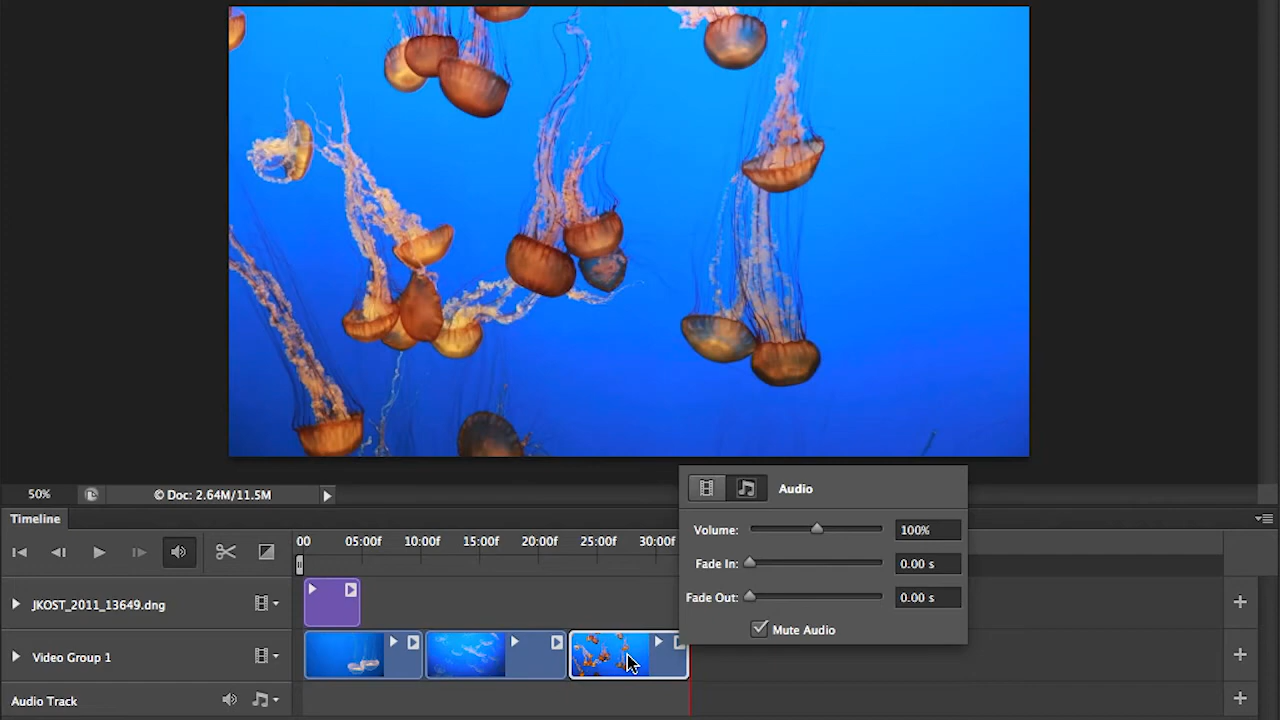 Audio
Volume: 100%
Fade In: 0.00 s
Fade Out: 0.00 s
Mute Audio
50% © Doc: 2.64M/11.5M
Timeline
00 05:00f 10:00f 15:00f 20:00f 25:00f 30:00f
JKOST_2011_13649.dng
Video Group 1
Audio Track